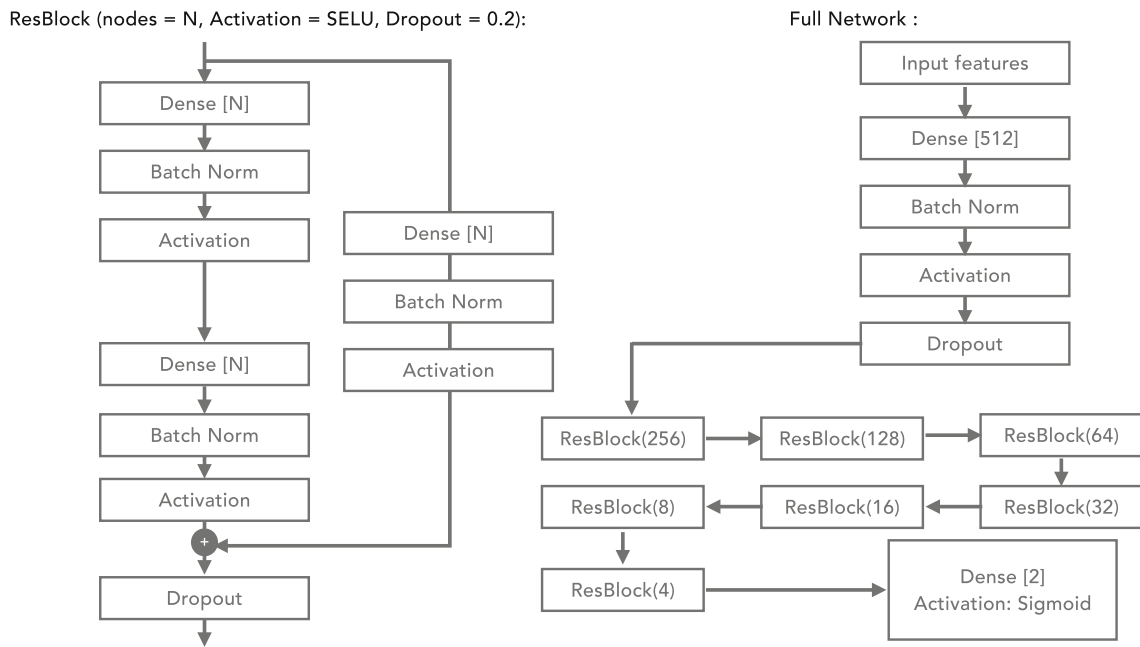 ResBlock (nodes = N, Activation = SELU, Dropout = 0.2):
Dense [N]
Batch Norm
Activation
Dense [N]
Batch Norm
Activation
Dense [N]
Batch Norm
Activation
+
Dropout
Full Network :
Input features
Dense [512]
Batch Norm
Activation
Dropout
ResBlock(256)
ResBlock(128)
ResBlock(64)
ResBlock(32)
ResBlock(16)
ResBlock(8)
ResBlock(4)
Dense [2]
Activation: Sigmoid